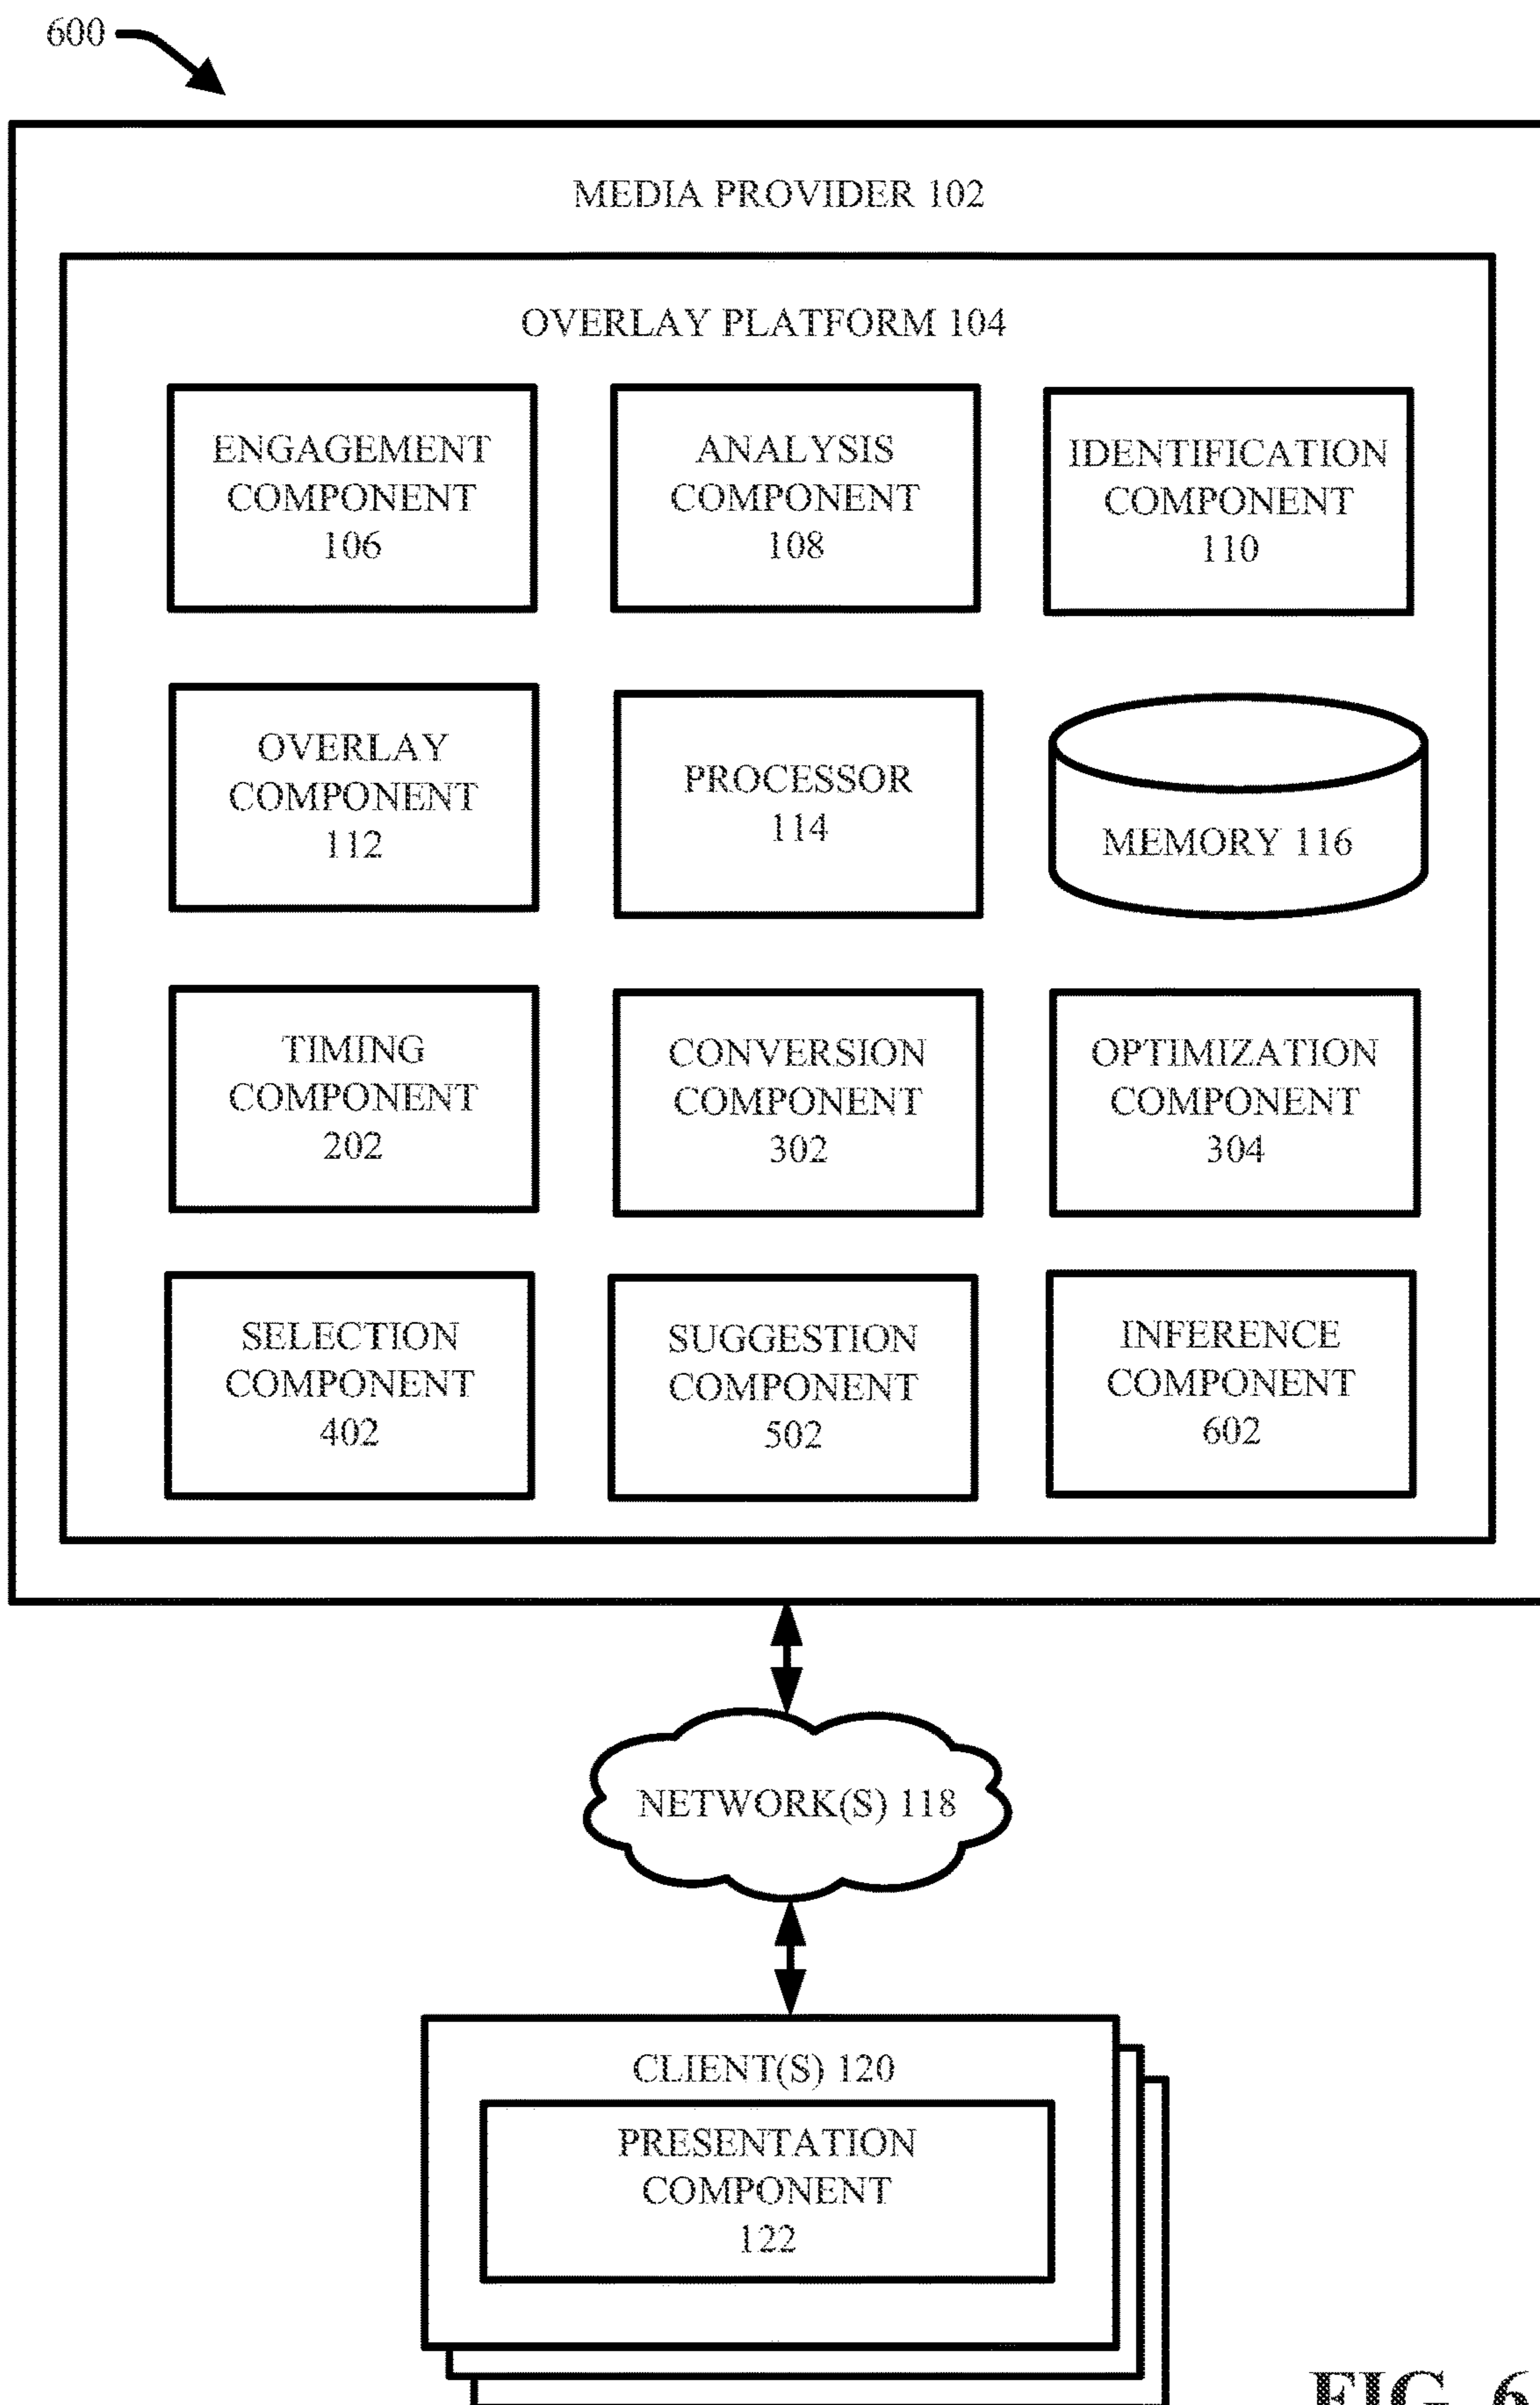 600
MEDIA PROVIDER 102
OVERLAY PLATFORM 104
ENGAGEMENT
COMPONENT
106
ANALYSIS
COMPONENT
108
IDENTIFICATION
COMPONENT
110
OVERLAY
COMPONENT
112
PROCESSOR
114
MEMORY 116
TIMING
COMPONENT
202
CONVERSION
COMPONENT
302
OPTIMIZATION
COMPONENT
304
SELECTION
COMPONENT
402
SUGGESTION
COMPONENT
502
INFERENCE
COMPONENT
602
NETWORK(S) 118
CLIENT(S) 120
PRESENTATION
COMPONENT
122
FIG. 6